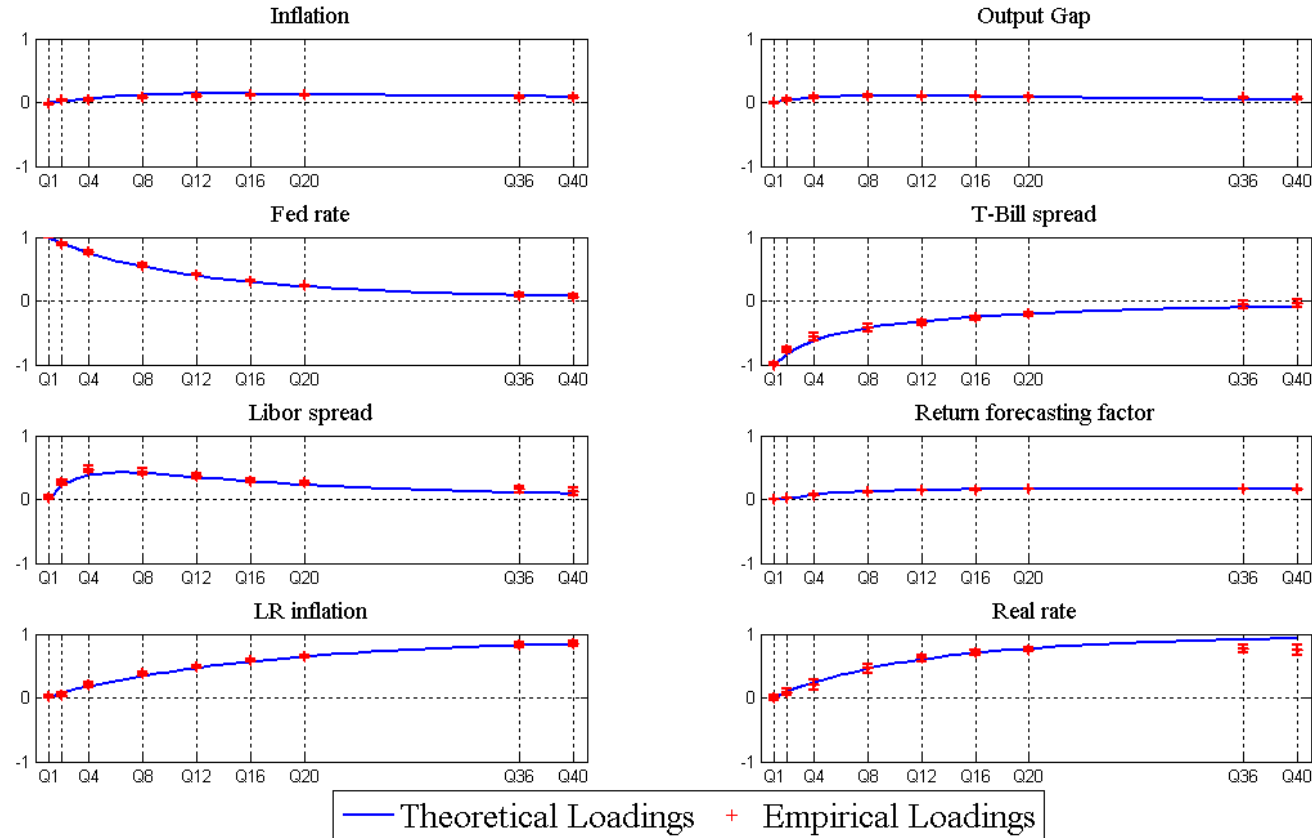 Inflation
1
0
-1
Q1 Q4 Q8 Q12 Q16 Q20 Q36 Q40
Output Gap
1
0
-1
Q1 Q4 Q8 Q12 Q16 Q20 Q36 Q40
Fed rate
1
0
-1
Q1 Q4 Q8 Q12 Q16 Q20 Q36 Q40
T-Bill spread
1
0
-1
Q1 Q4 Q8 Q12 Q16 Q20 Q36 Q40
Libor spread
1
0
-1
Q1 Q4 Q8 Q12 Q16 Q20 Q36 Q40
Return forecasting factor
1
0
-1
Q1 Q4 Q8 Q12 Q16 Q20 Q36 Q40
LR inflation
1
0
-1
Q1 Q4 Q8 Q12 Q16 Q20 Q36 Q40
Real rate
1
0
-1
Q1 Q4 Q8 Q12 Q16 Q20 Q36 Q40
Theoretical Loadings + Empirical Loadings